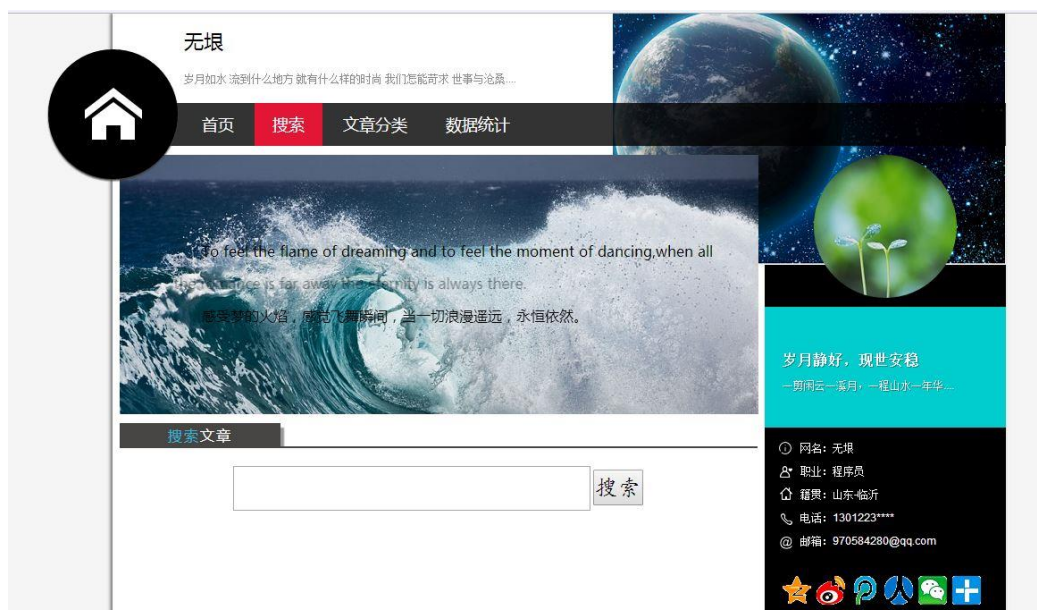 无垠
岁月如水 流到什么地方 就有什么样的时尚 我们怎能苛求 世事与沧桑....
首页 搜索 文章分类 数据统计
To feel the flame of dreaming and to feel the moment of dancing,when all
the romance is far away the eternity is always there.
感受梦的火焰，感觉飞舞瞬间，当一切浪漫遥远，永恒依然。
岁月静好，现世安稳
一剪闲云一溪月，一程山水一年华....
搜索文章
搜索
网名：无垠
职业：程序员
籍贯：山东-临沂
电话：1301223****
邮箱：970584280@qq.com